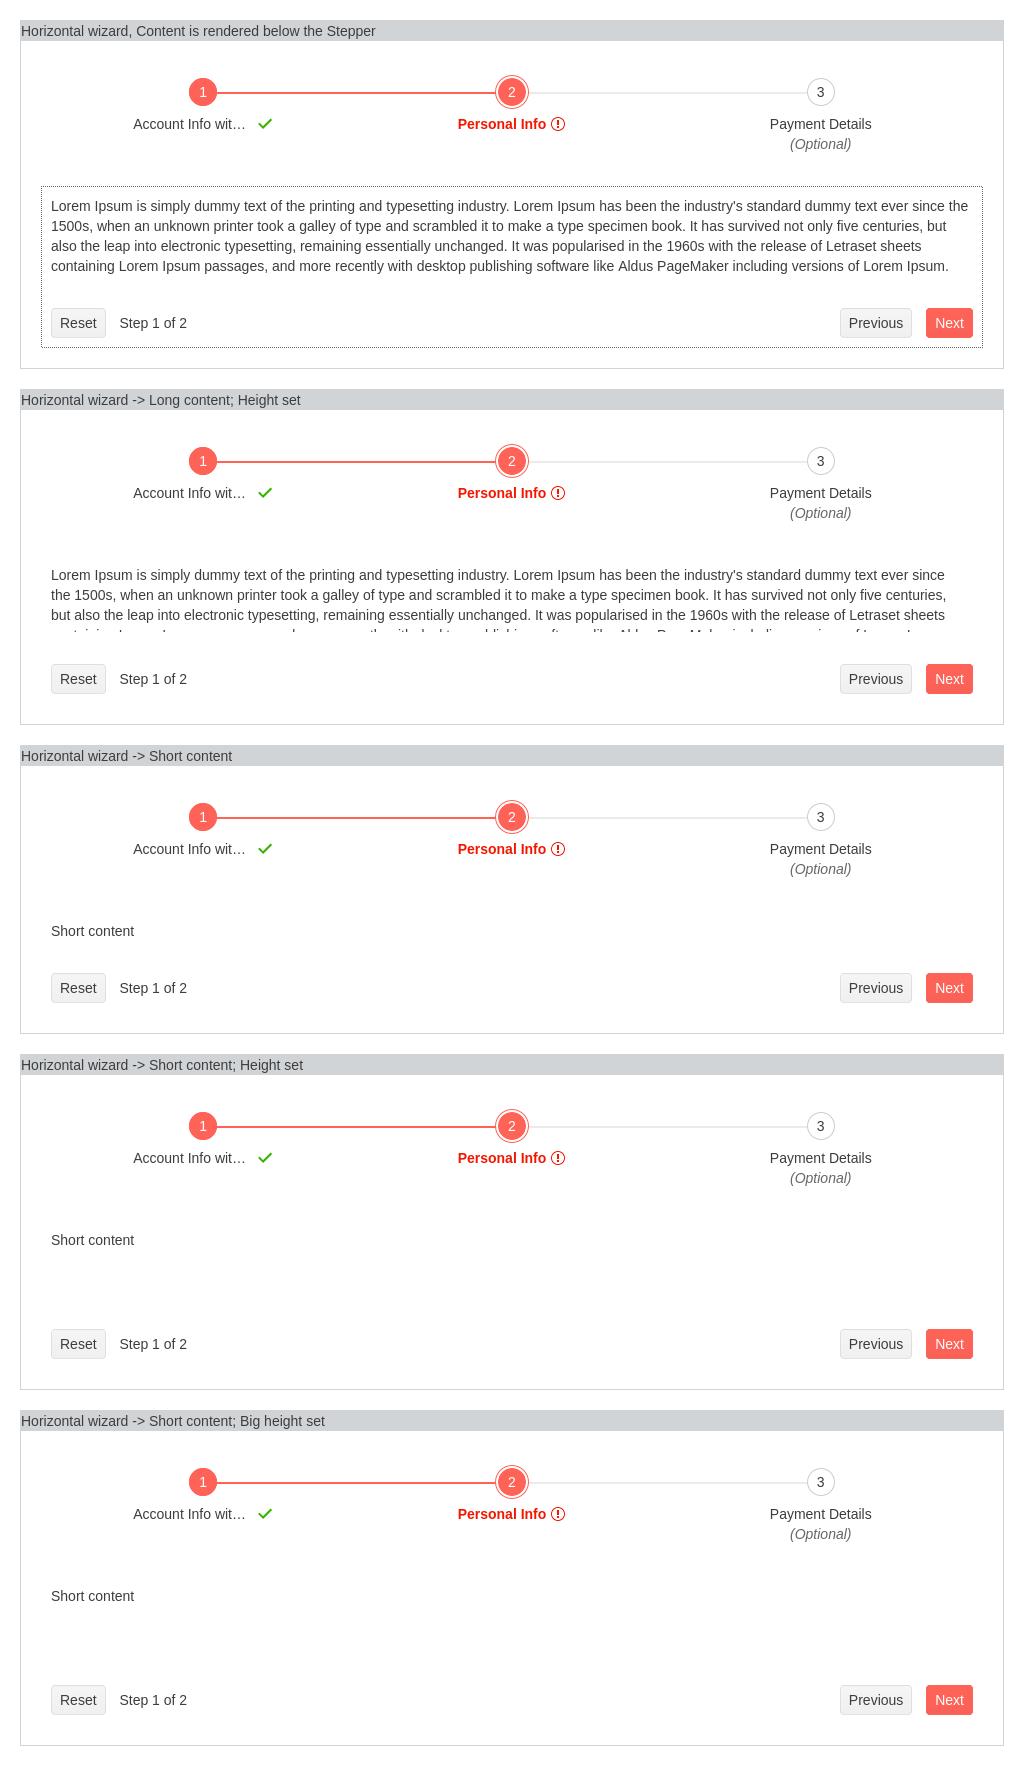 Horizontal wizard, Content is rendered below the Stepper
1 2 3
Account Info wit… Personal Info Payment Details
(Optional)
Lorem Ipsum is simply dummy text of the printing and typesetting industry. Lorem Ipsum has been the industry's standard dummy text ever since the
1500s, when an unknown printer took a galley of type and scrambled it to make a type specimen book. It has survived not only five centuries, but
also the leap into electronic typesetting, remaining essentially unchanged. It was popularised in the 1960s with the release of Letraset sheets
containing Lorem Ipsum passages, and more recently with desktop publishing software like Aldus PageMaker including versions of Lorem Ipsum.
Reset Step 1 of 2 Previous Next
Horizontal wizard -> Long content; Height set
1 2 3
Account Info wit… Personal Info Payment Details
(Optional)
Lorem Ipsum is simply dummy text of the printing and typesetting industry. Lorem Ipsum has been the industry's standard dummy text ever since
the 1500s, when an unknown printer took a galley of type and scrambled it to make a type specimen book. It has survived not only five centuries,
but also the leap into electronic typesetting, remaining essentially unchanged. It was popularised in the 1960s with the release of Letraset sheets
Reset Step 1 of 2 Previous Next
Horizontal wizard -> Short content
1 2 3
Account Info wit… Personal Info Payment Details
(Optional)
Short content
Reset Step 1 of 2 Previous Next
Horizontal wizard -> Short content; Height set
1 2 3
Account Info wit… Personal Info Payment Details
(Optional)
Short content
Reset Step 1 of 2 Previous Next
Horizontal wizard -> Short content; Big height set
1 2 3
Account Info wit… Personal Info Payment Details
(Optional)
Short content
Reset Step 1 of 2 Previous Next